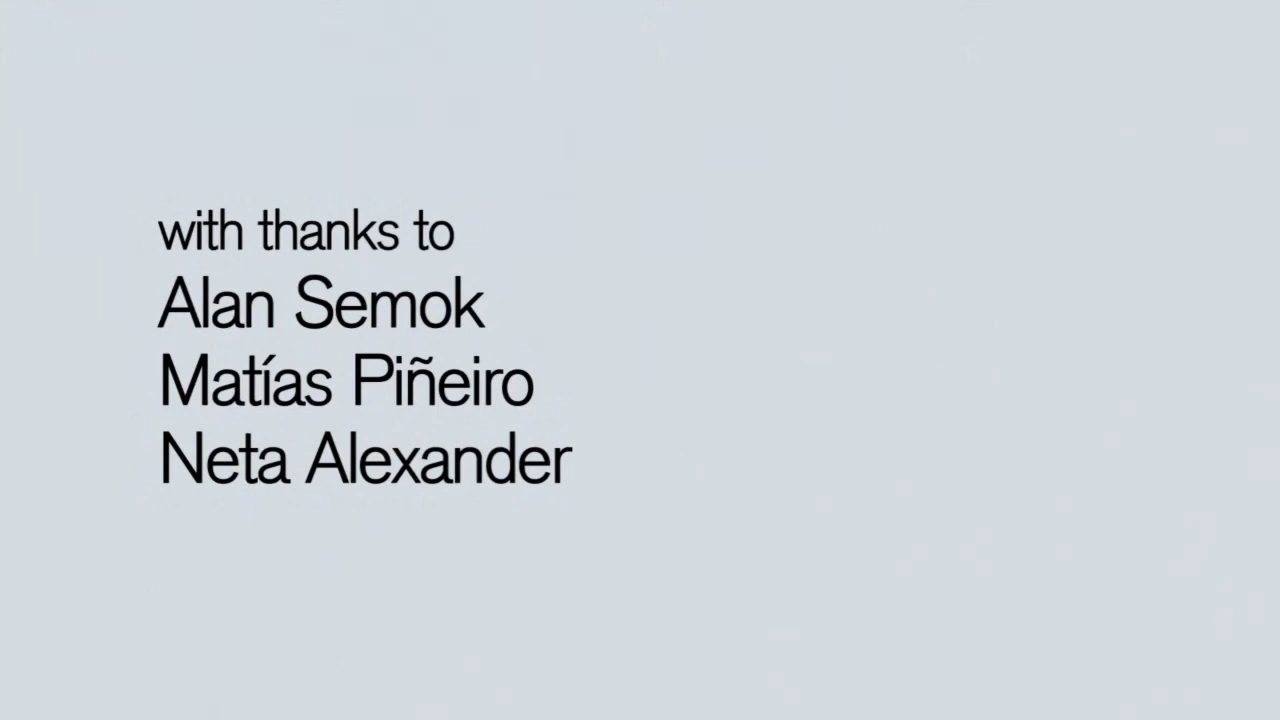 with thanks to
Alan Semok
Matías Piñeiro
Neta Alexander